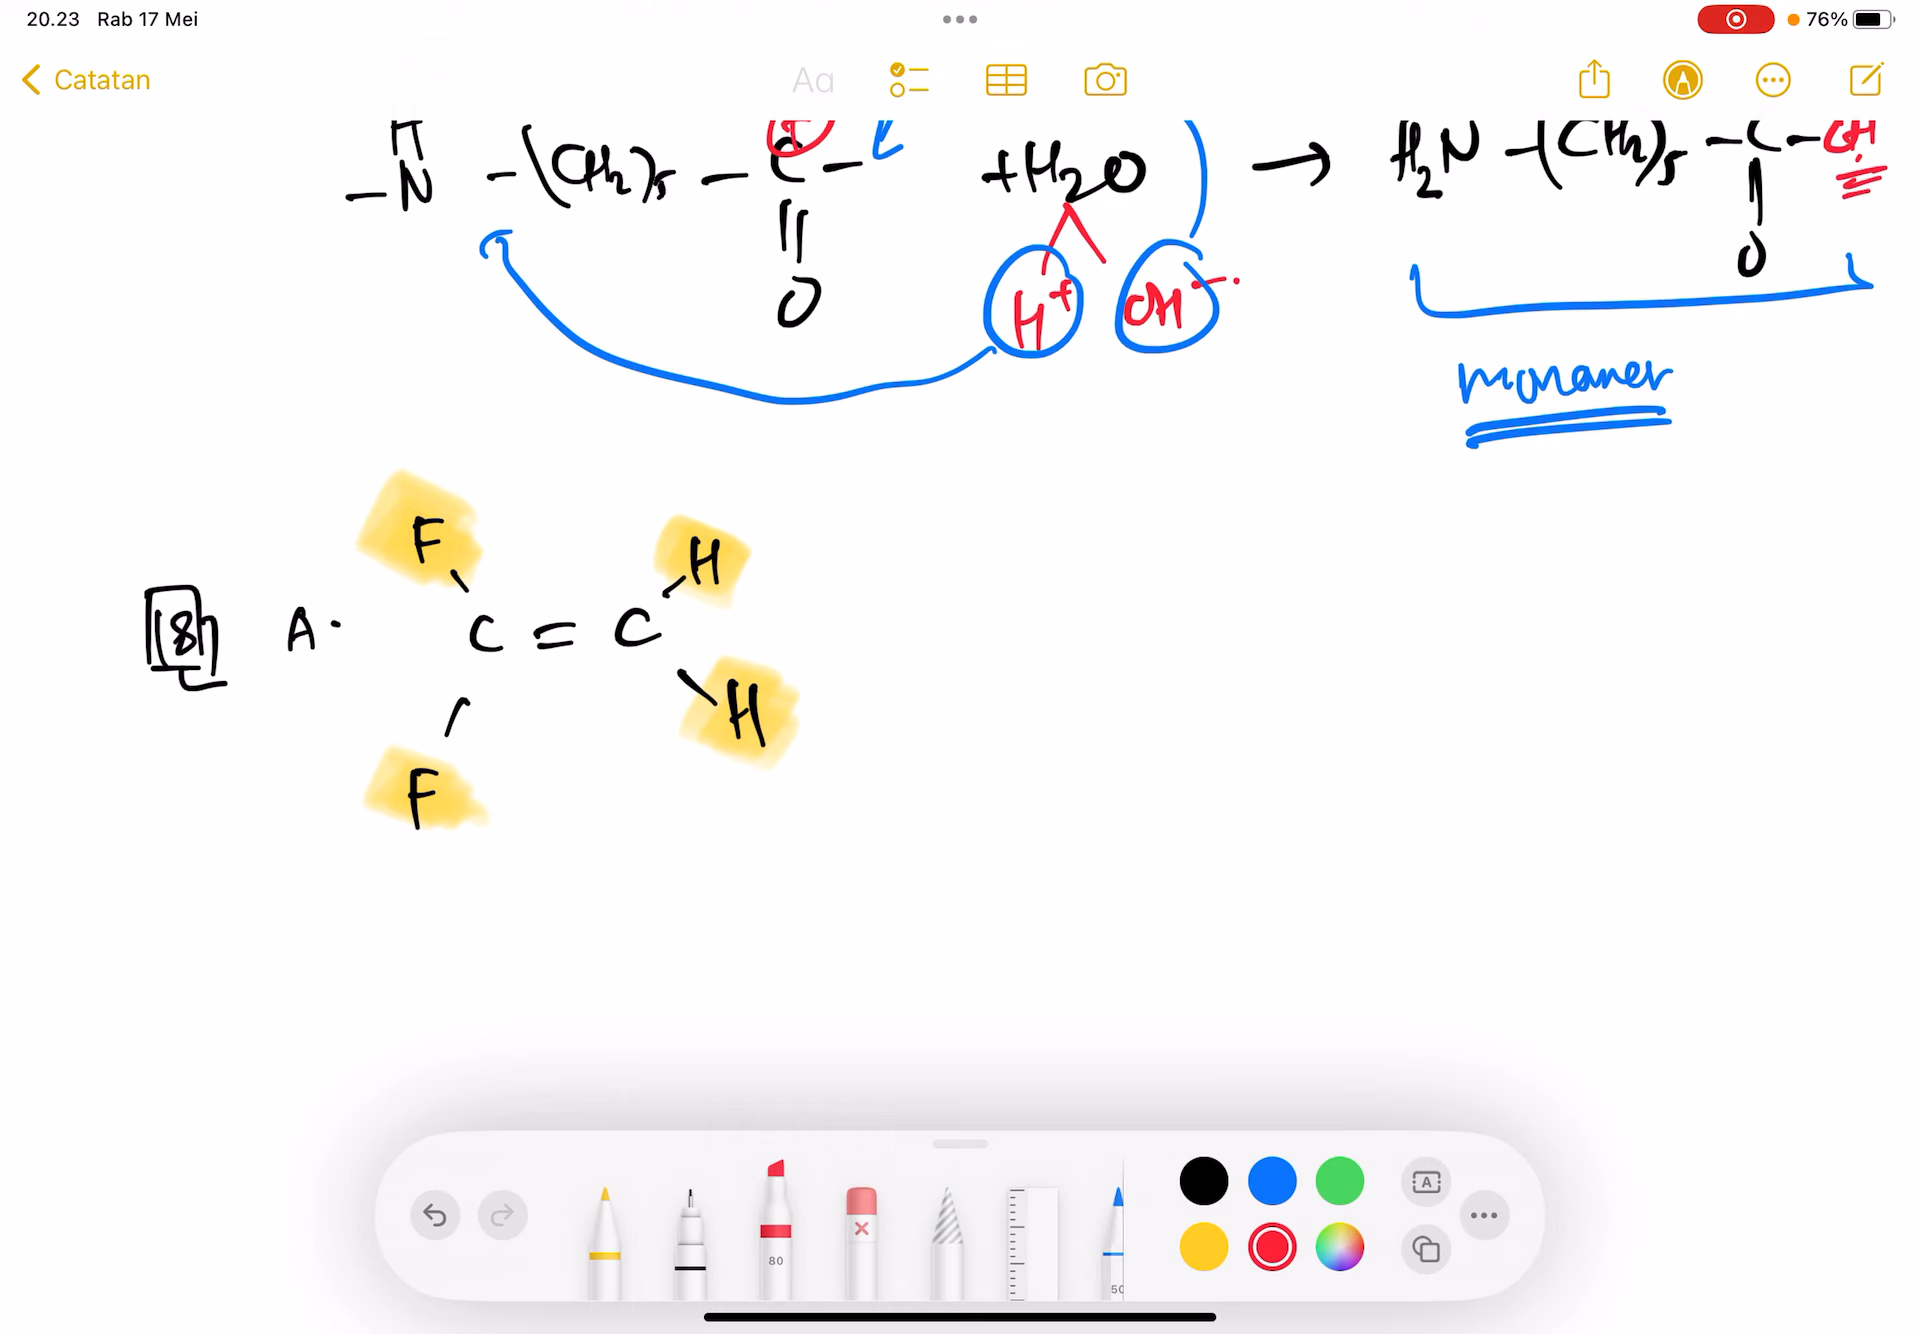 20.23 Rab 17 Mei 76%
Catatan Aa
H
-N -(CH2)5 - C - +H2O → H2N -(CH2)5 - C - OH
O O
H+ OH-
monomer
F H
18 A. C = C
H
F
80 50 A